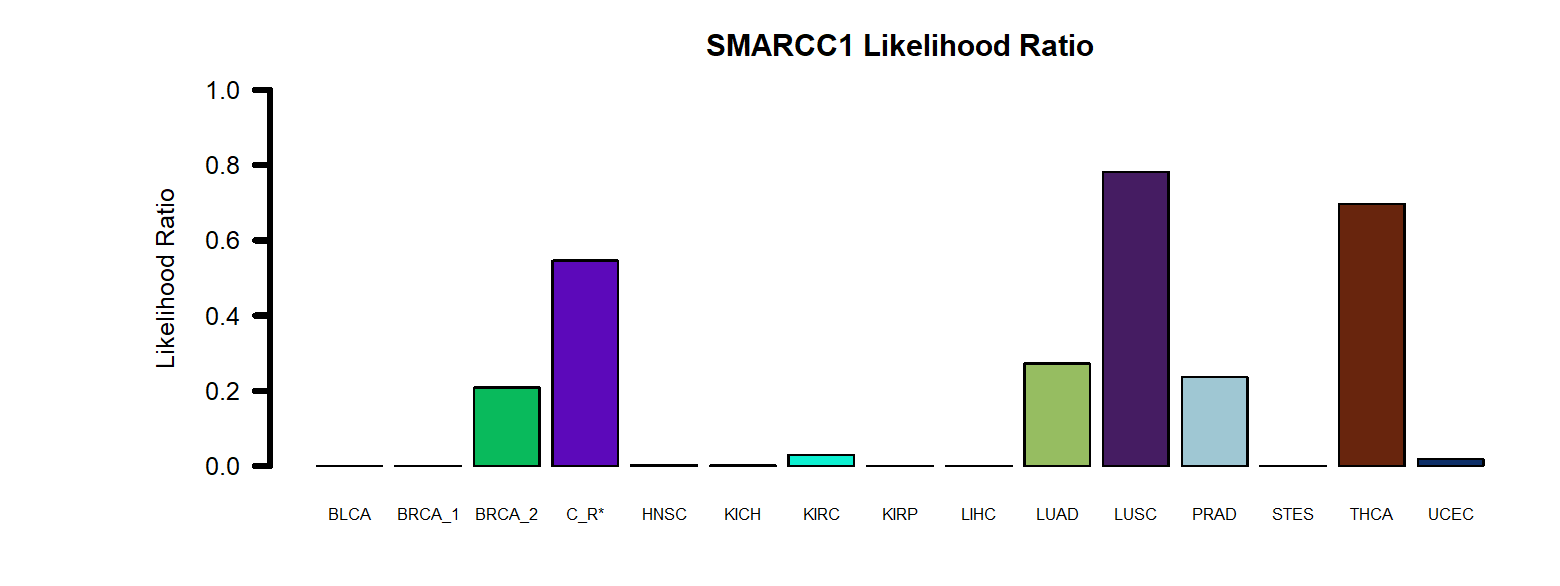 SMARCC1 Likelihood Ratio
1.0
0.8
0.6
0.4
0.2
0.0
Likelihood Ratio
BLCA BRCA_1 BRCA_2 C_R* HNSC KICH KIRC KIRP LIHC LUAD LUSC PRAD STES THCA UCEC